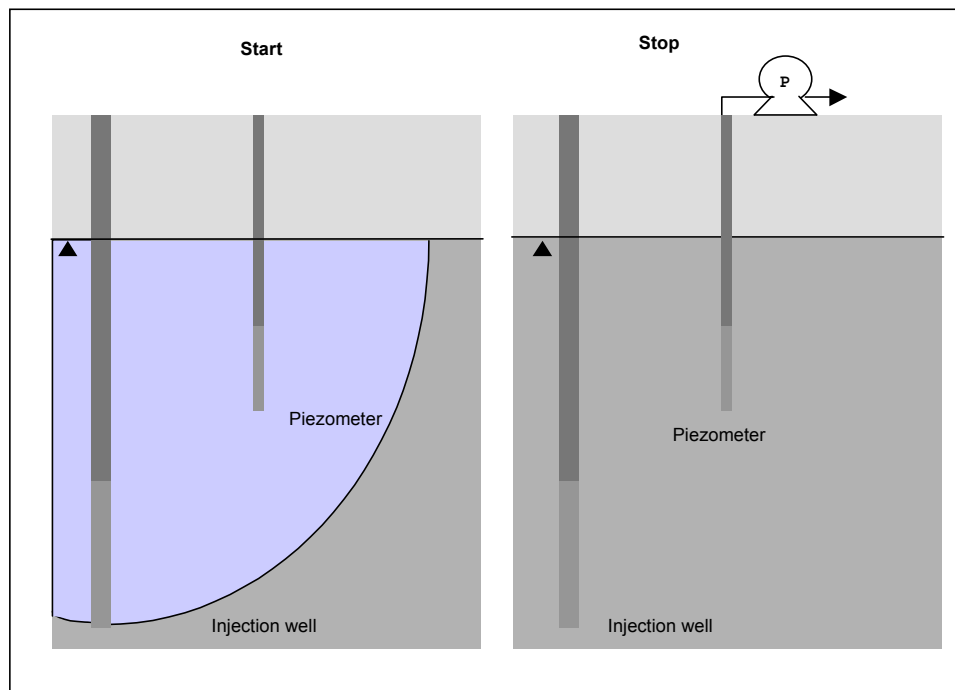 Start
Stop
P
Piezometer
Piezometer
Injection well
Injection well